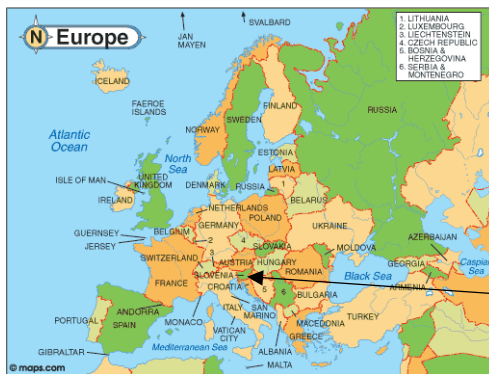 N Europe
1. LITHUANIA
2. LUXEMBOURG
3. LIECHTENSTEIN
4. CZECH REPUBLIC
5. BOSNIA &
HERZEGOVINA
6. SERBIA &
MONTENEGRO
SVALBARD
JAN
MAYEN
ICELAND
FAEROE
ISLANDS
FINLAND
RUSSIA
SWEDEN
NORWAY
Atlantic
Ocean
ESTONIA
North
Sea
LATVIA
ISLE OF MAN
UNITED
KINGDOM
DENMARK
1
RUSSIA
IRELAND
BELARUS
NETHERLANDS
POLAND
GUERNSEY
JERSEY
BELGIUM
GERMANY
UKRAINE
2
4
SLOVAKIA
MOLDOVA
AZERBAIJAN
SWITZERLAND
3
AUSTRIA
HUNGARY
GEORGIA
Caspian
Sea
SLOVENIA
ROMANIA
Black Sea
FRANCE
CROATIA
5
6
ARMENIA
ANDORRA
ITALY
SAN
MARINO
BULGARIA
PORTUGAL
SPAIN
MONACO
VATICAN
CITY
MACEDONIA
TURKEY
GREECE
GIBRALTAR
Mediterranean Sea
ALBANIA
MALTA
© maps.com